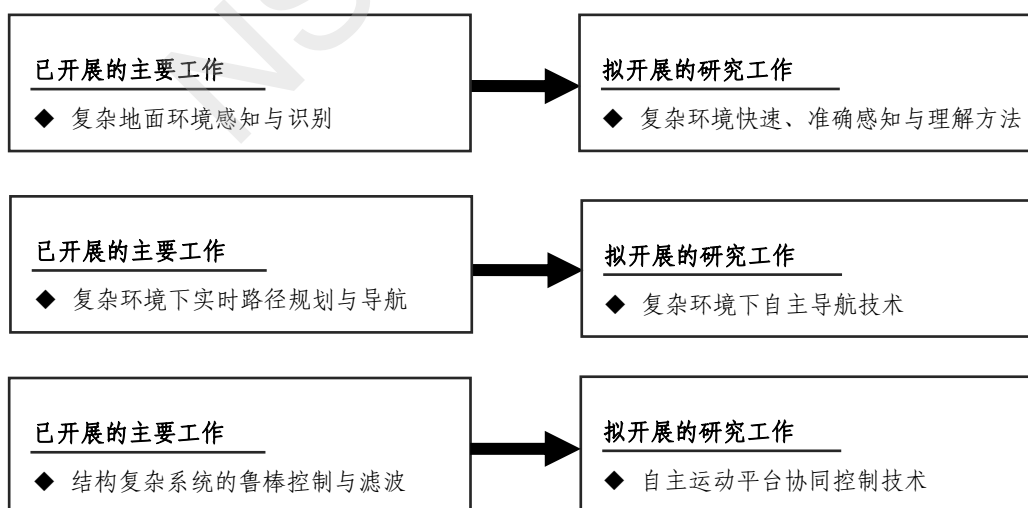 已开展的主要工作
◆ 复杂地面环境感知与识别
拟开展的研究工作
◆ 复杂环境快速、准确感知与理解方法
已开展的主要工作
◆ 复杂环境下实时路径规划与导航
拟开展的研究工作
◆ 复杂环境下自主导航技术
已开展的主要工作
◆ 结构复杂系统的鲁棒控制与滤波
拟开展的研究工作
◆ 自主运动平台协同控制技术